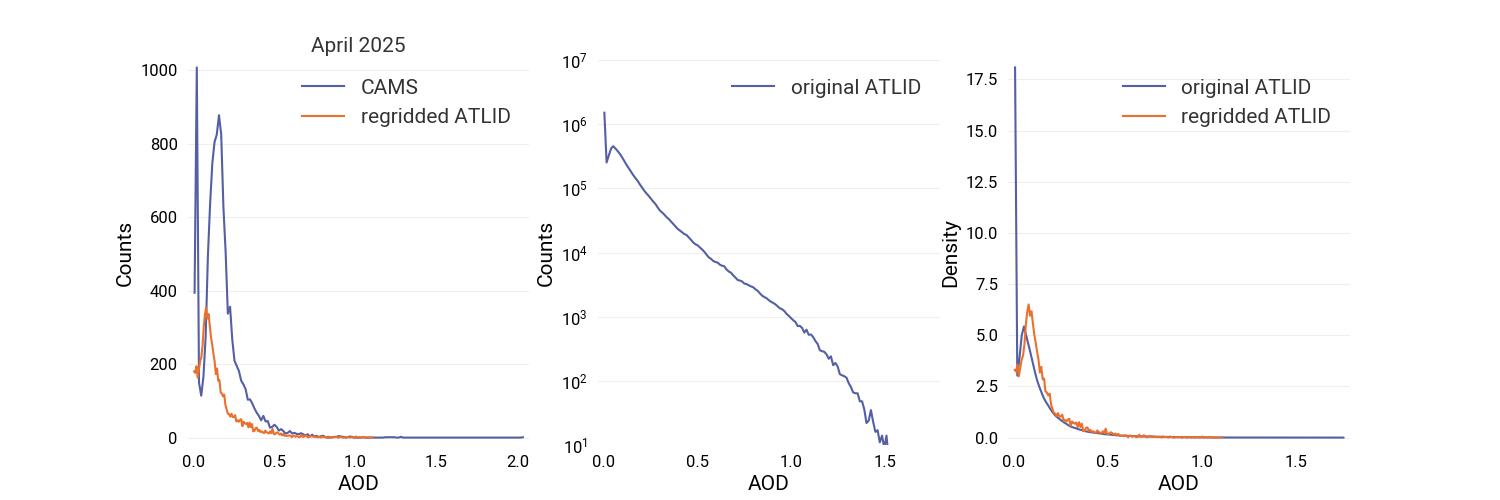 April 2025
CAMS
regridded ATLID
1000
800
600
400
200
0
Counts
0.0 0.5 1.0 1.5 2.0
AOD
original ATLID
10^7
10^6
10^5
10^4
10^3
10^2
10^1
Counts
0.0 0.5 1.0 1.5
AOD
original ATLID
regridded ATLID
17.5
15.0
12.5
10.0
7.5
5.0
2.5
0.0
Density
0.0 0.5 1.0 1.5
AOD